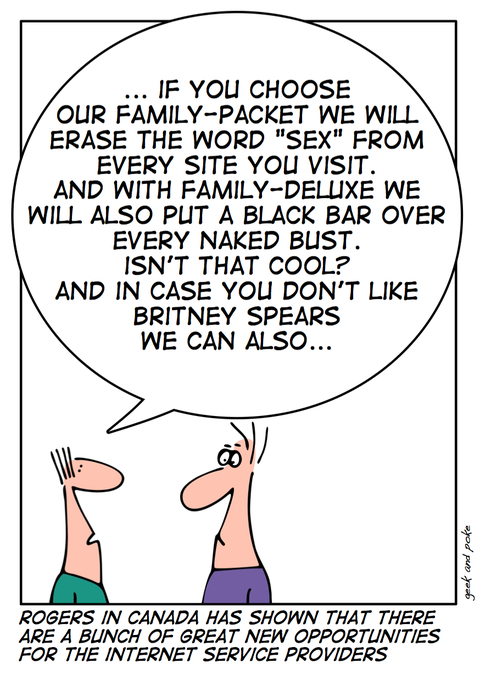 ... IF YOU CHOOSE
OUR FAMILY-PACKET WE WILL
ERASE THE WORD "SEX" FROM
EVERY SITE YOU VISIT.
AND WITH FAMILY-DELUXE WE
WILL ALSO PUT A BLACK BAR OVER
EVERY NAKED BUST.
ISN'T THAT COOL?
AND IN CASE YOU DON'T LIKE
BRITNEY SPEARS
WE CAN ALSO...
geek and poke
ROGERS IN CANADA HAS SHOWN THAT THERE
ARE A BUNCH OF GREAT NEW OPPORTUNITIES
FOR THE INTERNET SERVICE PROVIDERS